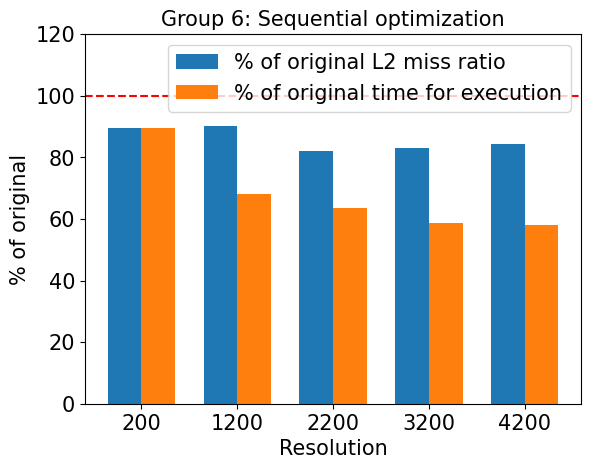 Group 6: Sequential optimization
120
100
80
60
40
20
0
% of original
% of original L2 miss ratio
% of original time for execution
200 1200 2200 3200 4200
Resolution